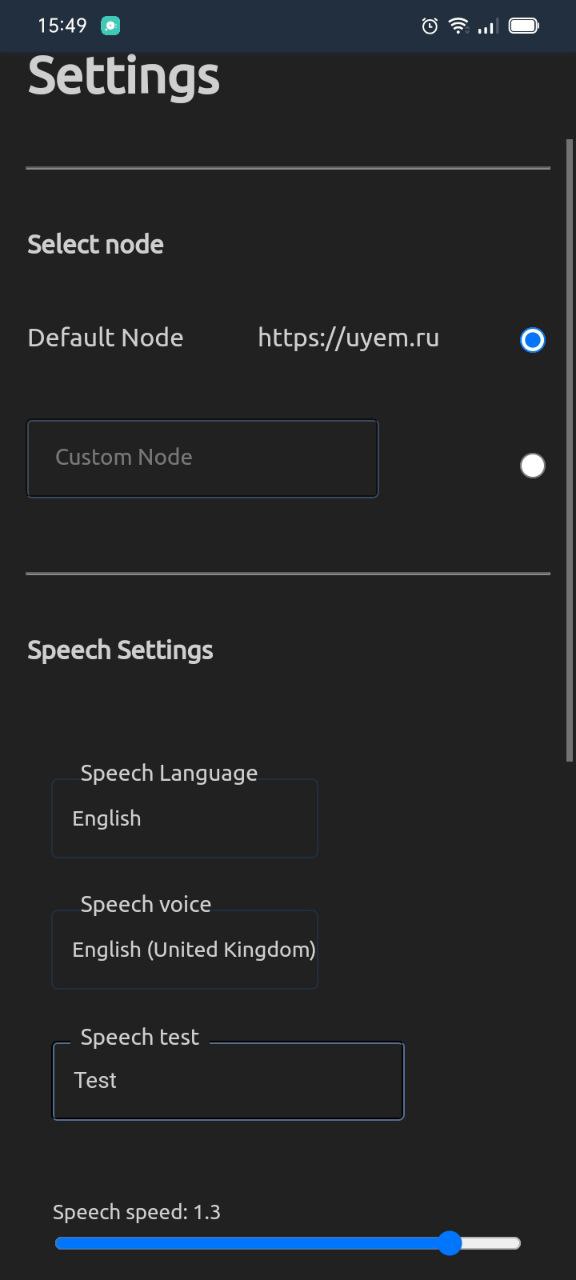 15:49
Settings
Select node
Default Node https://uyem.ru
Custom Node
Speech Settings
Speech Language
English
Speech voice
English (United Kingdom)
Speech test
Test
Speech speed: 1.3